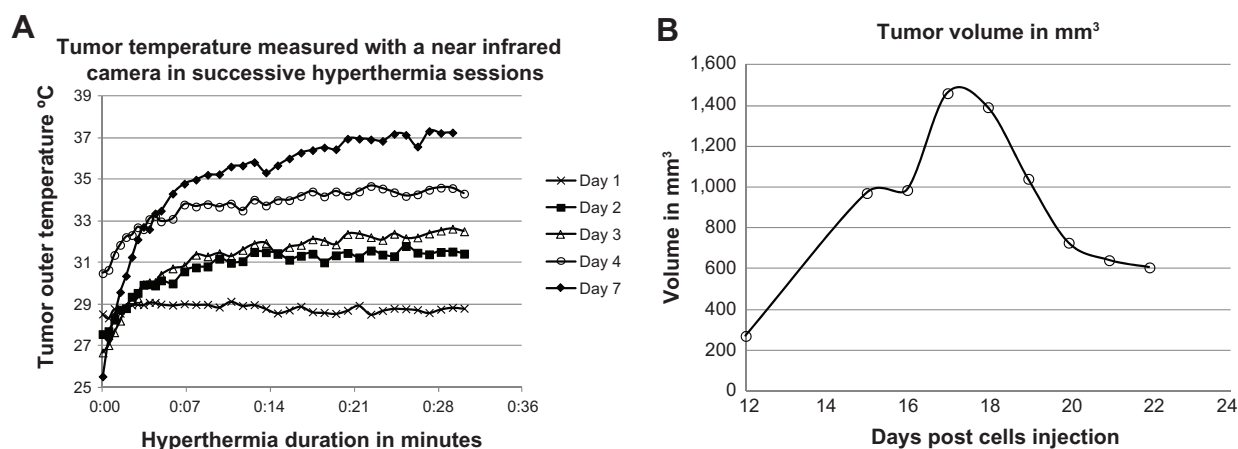 A
Tumor temperature measured with a near infrared
camera in successive hyperthermia sessions
39
37
35
33
31
29
27
25
Tumor outer temperature ºC
0:00 0:07 0:14 0:21 0:28 0:36
Hyperthermia duration in minutes
Day 1
Day 2
Day 3
Day 4
Day 7
B
Tumor volume in mm³
1,600
1,400
1,200
1,000
800
600
400
200
0
Volume in mm³
12 14 16 18 20 22 24
Days post cells injection